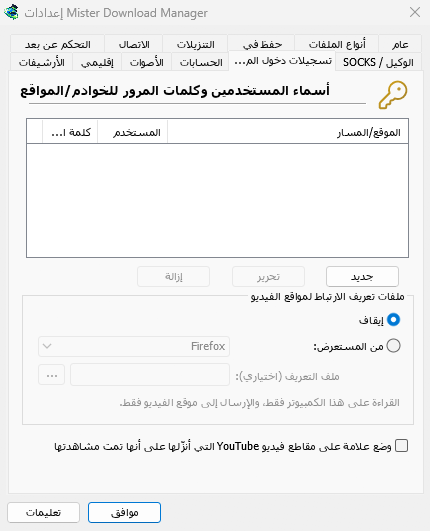 إعدادات Mister Download Manager
عام
أنواع الملفات
حفظ في
التنزيلات
الاتصال
التحكم عن بعد
الوكيل / SOCKS
تسجيلات دخول الم...
الحسابات
الأصوات
إقليمي
الأرشيفات
أسماء المستخدمين وكلمات المرور للخوادم/المواقع
الموقع/المسار
المستخدم
كلمة ا...
جديد
تحرير
إزالة
ملفات تعريف الارتباط لمواقع الفيديو
إيقاف
من المستعرض:
Firefox
ملف التعريف (اختياري):
...
القراءة على هذا الكمبيوتر فقط، والإرسال إلى موقع الفيديو فقط.
وضع علامة على مقاطع فيديو YouTube التي أنزّلها على أنها تمت مشاهدتها
موافق
تعليمات